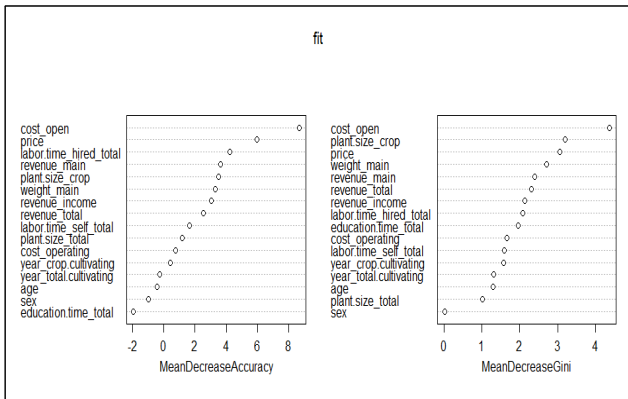 fit
cost_open
price
labor.time_hired_total
revenue_main
plant.size_crop
weight_main
revenue_income
revenue_total
labor.time_self_total
plant.size_total
cost_operating
year_crop.cultivating
year_total.cultivating
age
sex
education.time_total
-2 0 2 4 6 8
MeanDecreaseAccuracy
cost_open
plant.size_crop
price
weight_main
revenue_main
revenue_total
revenue_income
labor.time_hired_total
education.time_total
cost_operating
labor.time_self_total
year_crop.cultivating
year_total.cultivating
age
plant.size_total
sex
0 1 2 3 4
MeanDecreaseGini